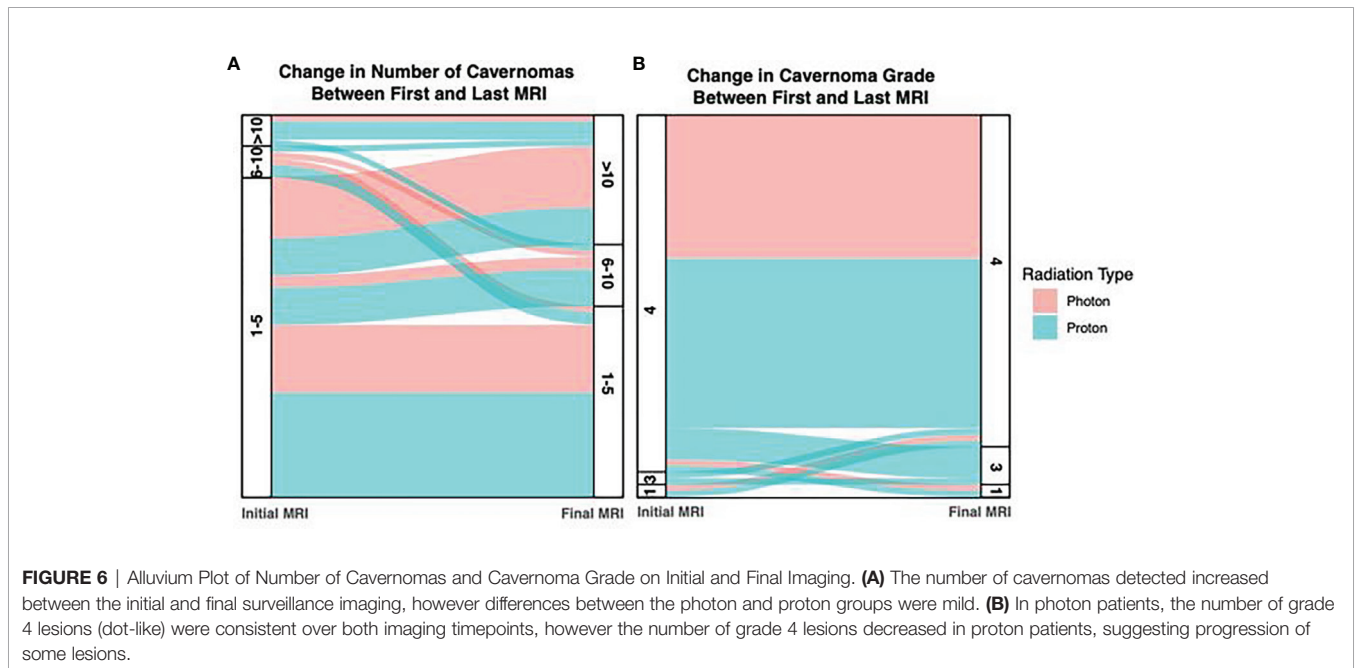 A
Change in Number of Cavernomas
Between First and Last MRI
>10
6-10
1-5
>10
6-10
1-5
Initial MRI
Final MRI
B
Change in Cavernoma Grade
Between First and Last MRI
4
3
1
4
3
1
Initial MRI
Final MRI
Radiation Type
Photon
Proton
FIGURE 6 | Alluvium Plot of Number of Cavernomas and Cavernoma Grade on Initial and Final Imaging. (A) The number of cavernomas detected increased
between the initial and final surveillance imaging, however differences between the photon and proton groups were mild. (B) In photon patients, the number of grade
4 lesions (dot-like) were consistent over both imaging timepoints, however the number of grade 4 lesions decreased in proton patients, suggesting progression of
some lesions.